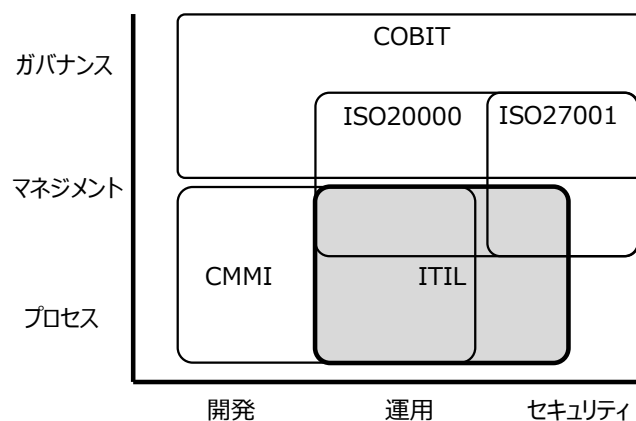 COBIT
ガバナンス
ISO20000
ISO27001
マネジメント
CMMI
ITIL
プロセス
開発
運用
セキュリティ